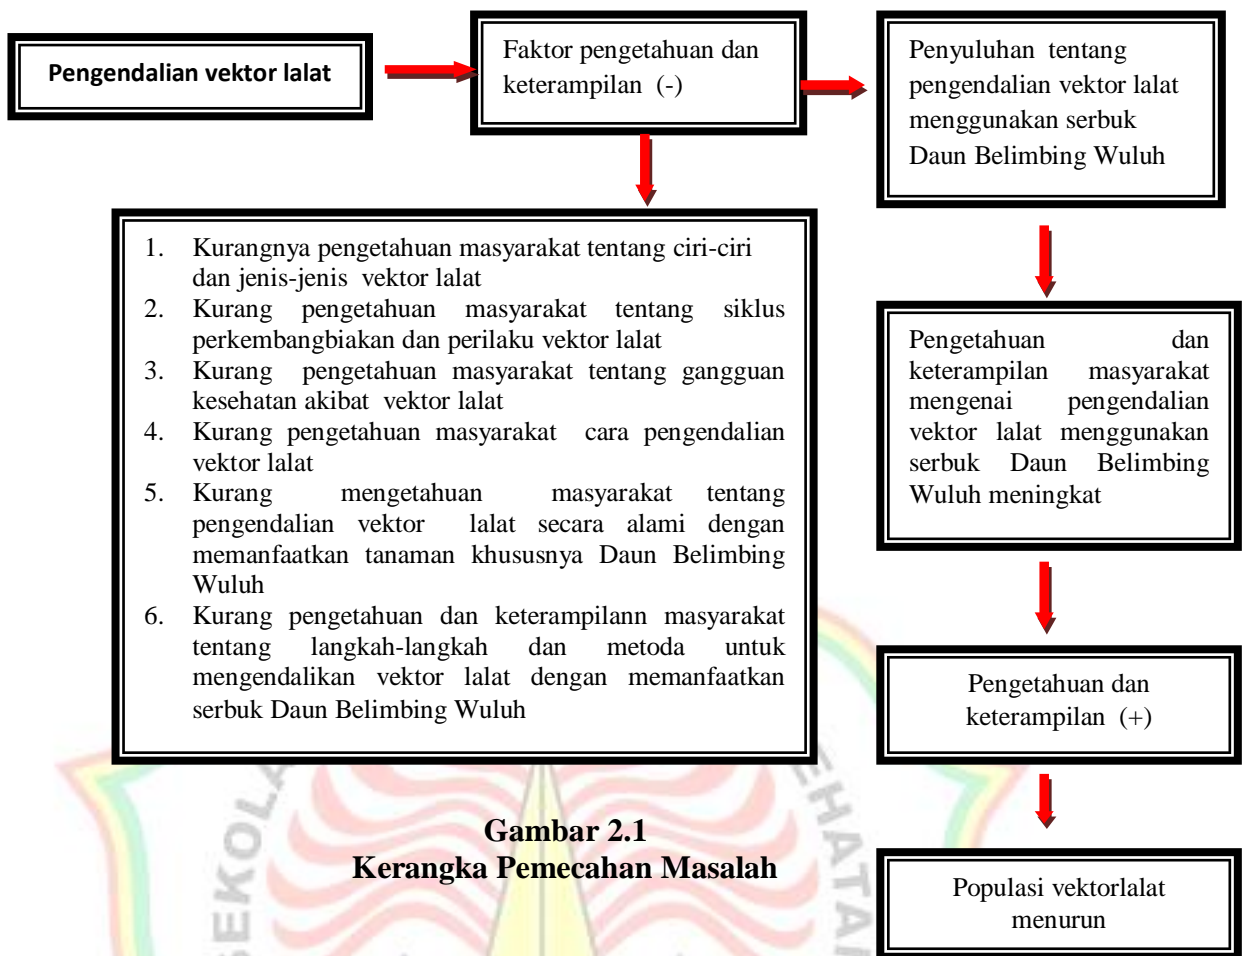 Pengendalian vektor lalat
Faktor pengetahuan dan
keterampilan (-)
Penyuluhan tentang
pengendalian vektor lalat
menggunakan serbuk
Daun Belimbing Wuluh
1. Kurangnya pengetahuan masyarakat tentang ciri-ciri
dan jenis-jenis vektor lalat
2. Kurang pengetahuan masyarakat tentang siklus
perkembangbiakan dan perilaku vektor lalat
3. Kurang pengetahuan masyarakat tentang gangguan
kesehatan akibat vektor lalat
4. Kurang pengetahuan masyarakat cara pengendalian
vektor lalat
5. Kurang mengetahuan masyarakat tentang
pengendalian vektor lalat secara alami dengan
memanfaatkan tanaman khususnya Daun Belimbing
Wuluh
6. Kurang pengetahuan dan keterampilann masyarakat
tentang langkah-langkah dan metoda untuk
mengendalikan vektor lalat dengan memanfaatkan
serbuk Daun Belimbing Wuluh
Pengetahuan dan
keterampilan masyarakat
mengenai pengendalian
vektor lalat menggunakan
serbuk Daun Belimbing
Wuluh meningkat
Pengetahuan dan
keterampilan (+)
Populasi vektorlalat
menurun
Gambar 2.1
Kerangka Pemecahan Masalah